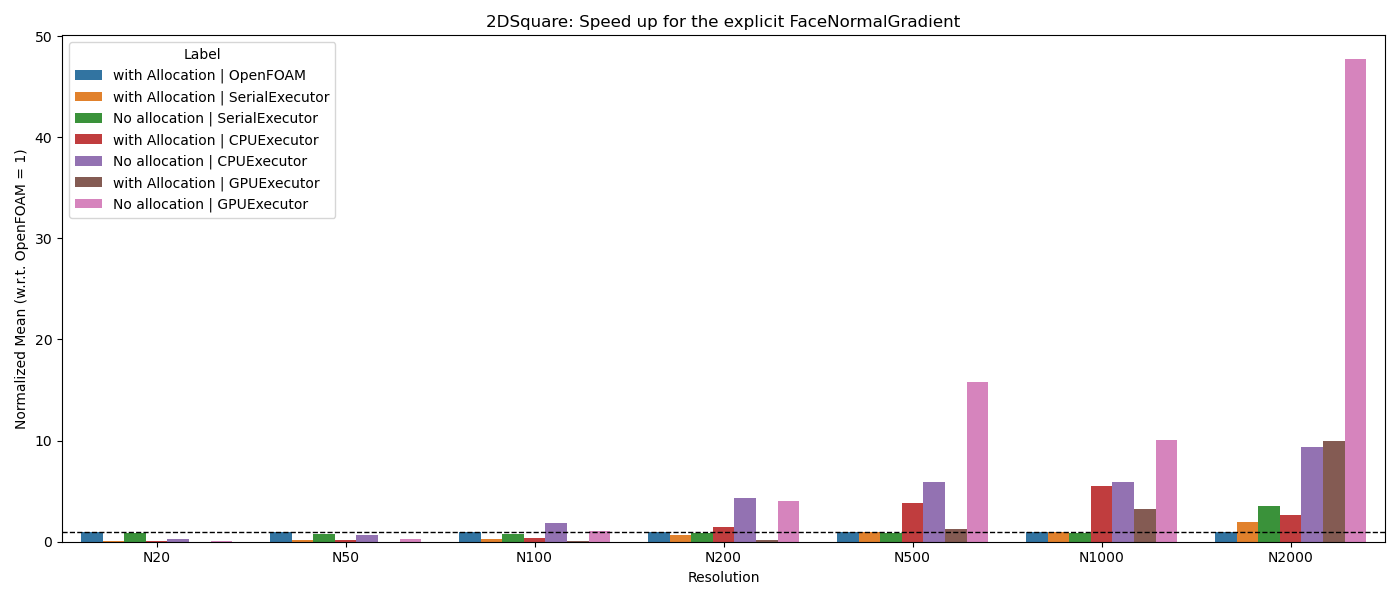 2DSquare: Speed up for the explicit FaceNormalGradient
Normalized Mean (w.r.t. OpenFOAM = 1)
50
40
30
20
10
0
Label
with Allocation | OpenFOAM
with Allocation | SerialExecutor
No allocation | SerialExecutor
with Allocation | CPUExecutor
No allocation | CPUExecutor
with Allocation | GPUExecutor
No allocation | GPUExecutor
N20
N50
N100
N200
N500
N1000
N2000
Resolution